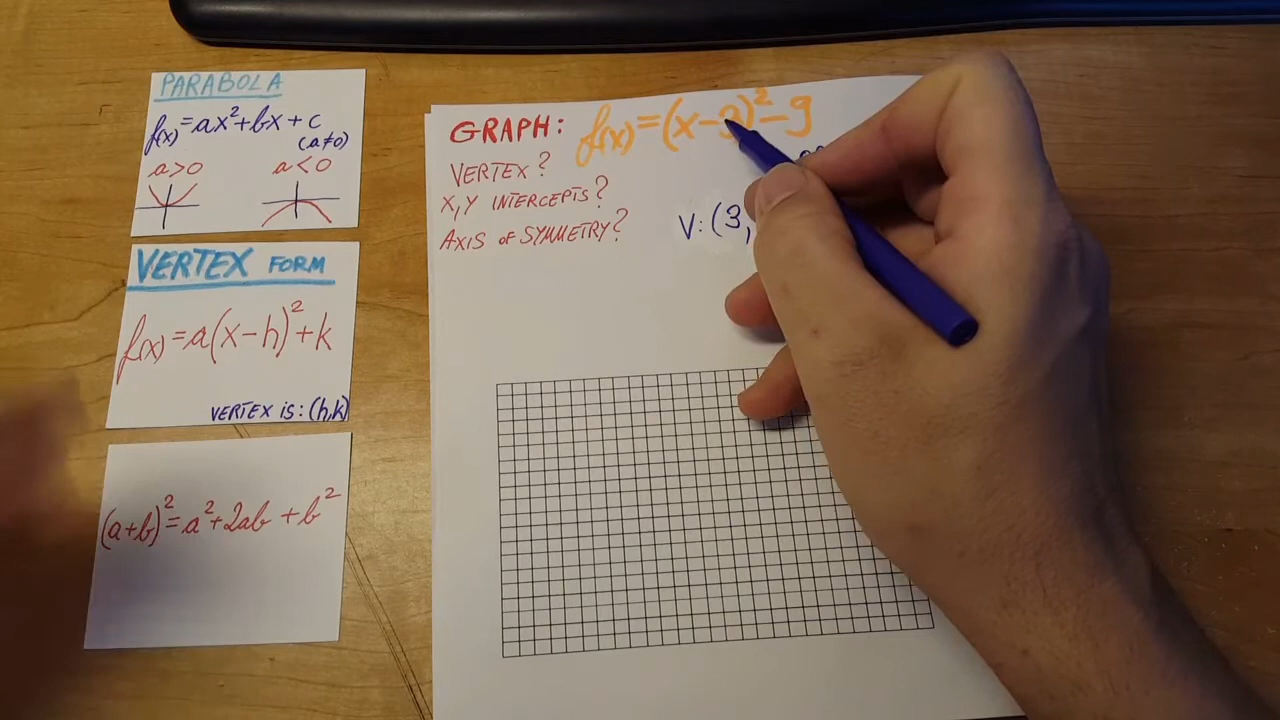 PARABOLA
f(x)=ax²+bx+c
(a≠0)
a>0 a<0
VERTEX FORM
f(x)=a(x-h)²+k
VERTEX IS:(h,k)
(a+b)²=a²+2ab+b²
GRAPH: f(x)=(x-3)²-9
VERTEX?
X,Y INTERCEPTS?
AXIS OF SYMMETRY?
V:(3,